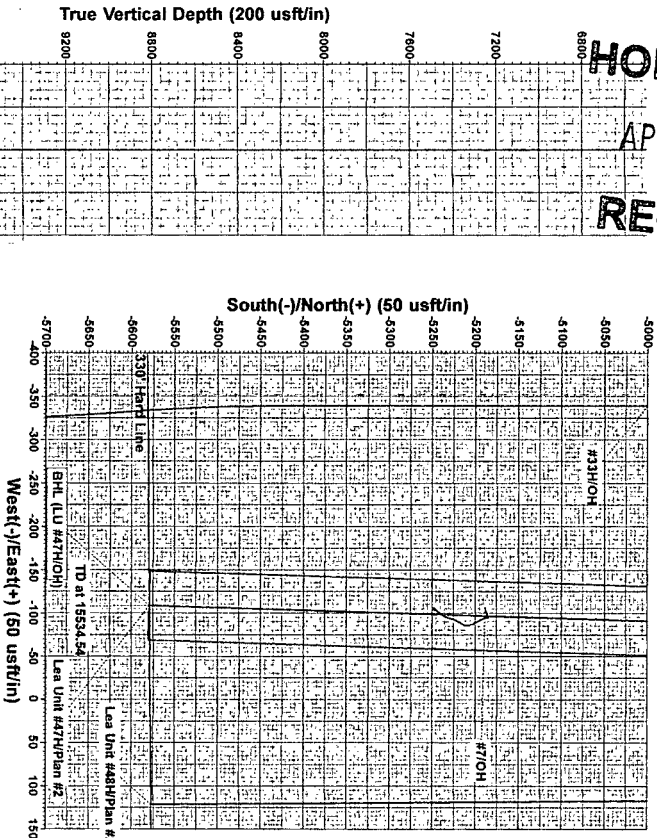 True Vertical Depth (200 usft/in)
9200
8800
8400
8000
7600
7200
6800
HO
AP
RE
South(-)/North(+) (50 usft/in)
-5700
-5650
-5600
-5550
-5500
-5450
-5400
-5350
-5300
-5250
-5200
-5150
-5100
-5050
-5000
-400
-350
-300
-250
-200
-150
-100
-50
0
50
100
150
West(-)/East(+) (50 usft/in)
330' Hard Line
#33H/OH
BHL (LU #47H/OH)
TD at 15534.54
Lea Unit #47H/Plan #2
Lea Unit #48H/Plan #
#7/OH